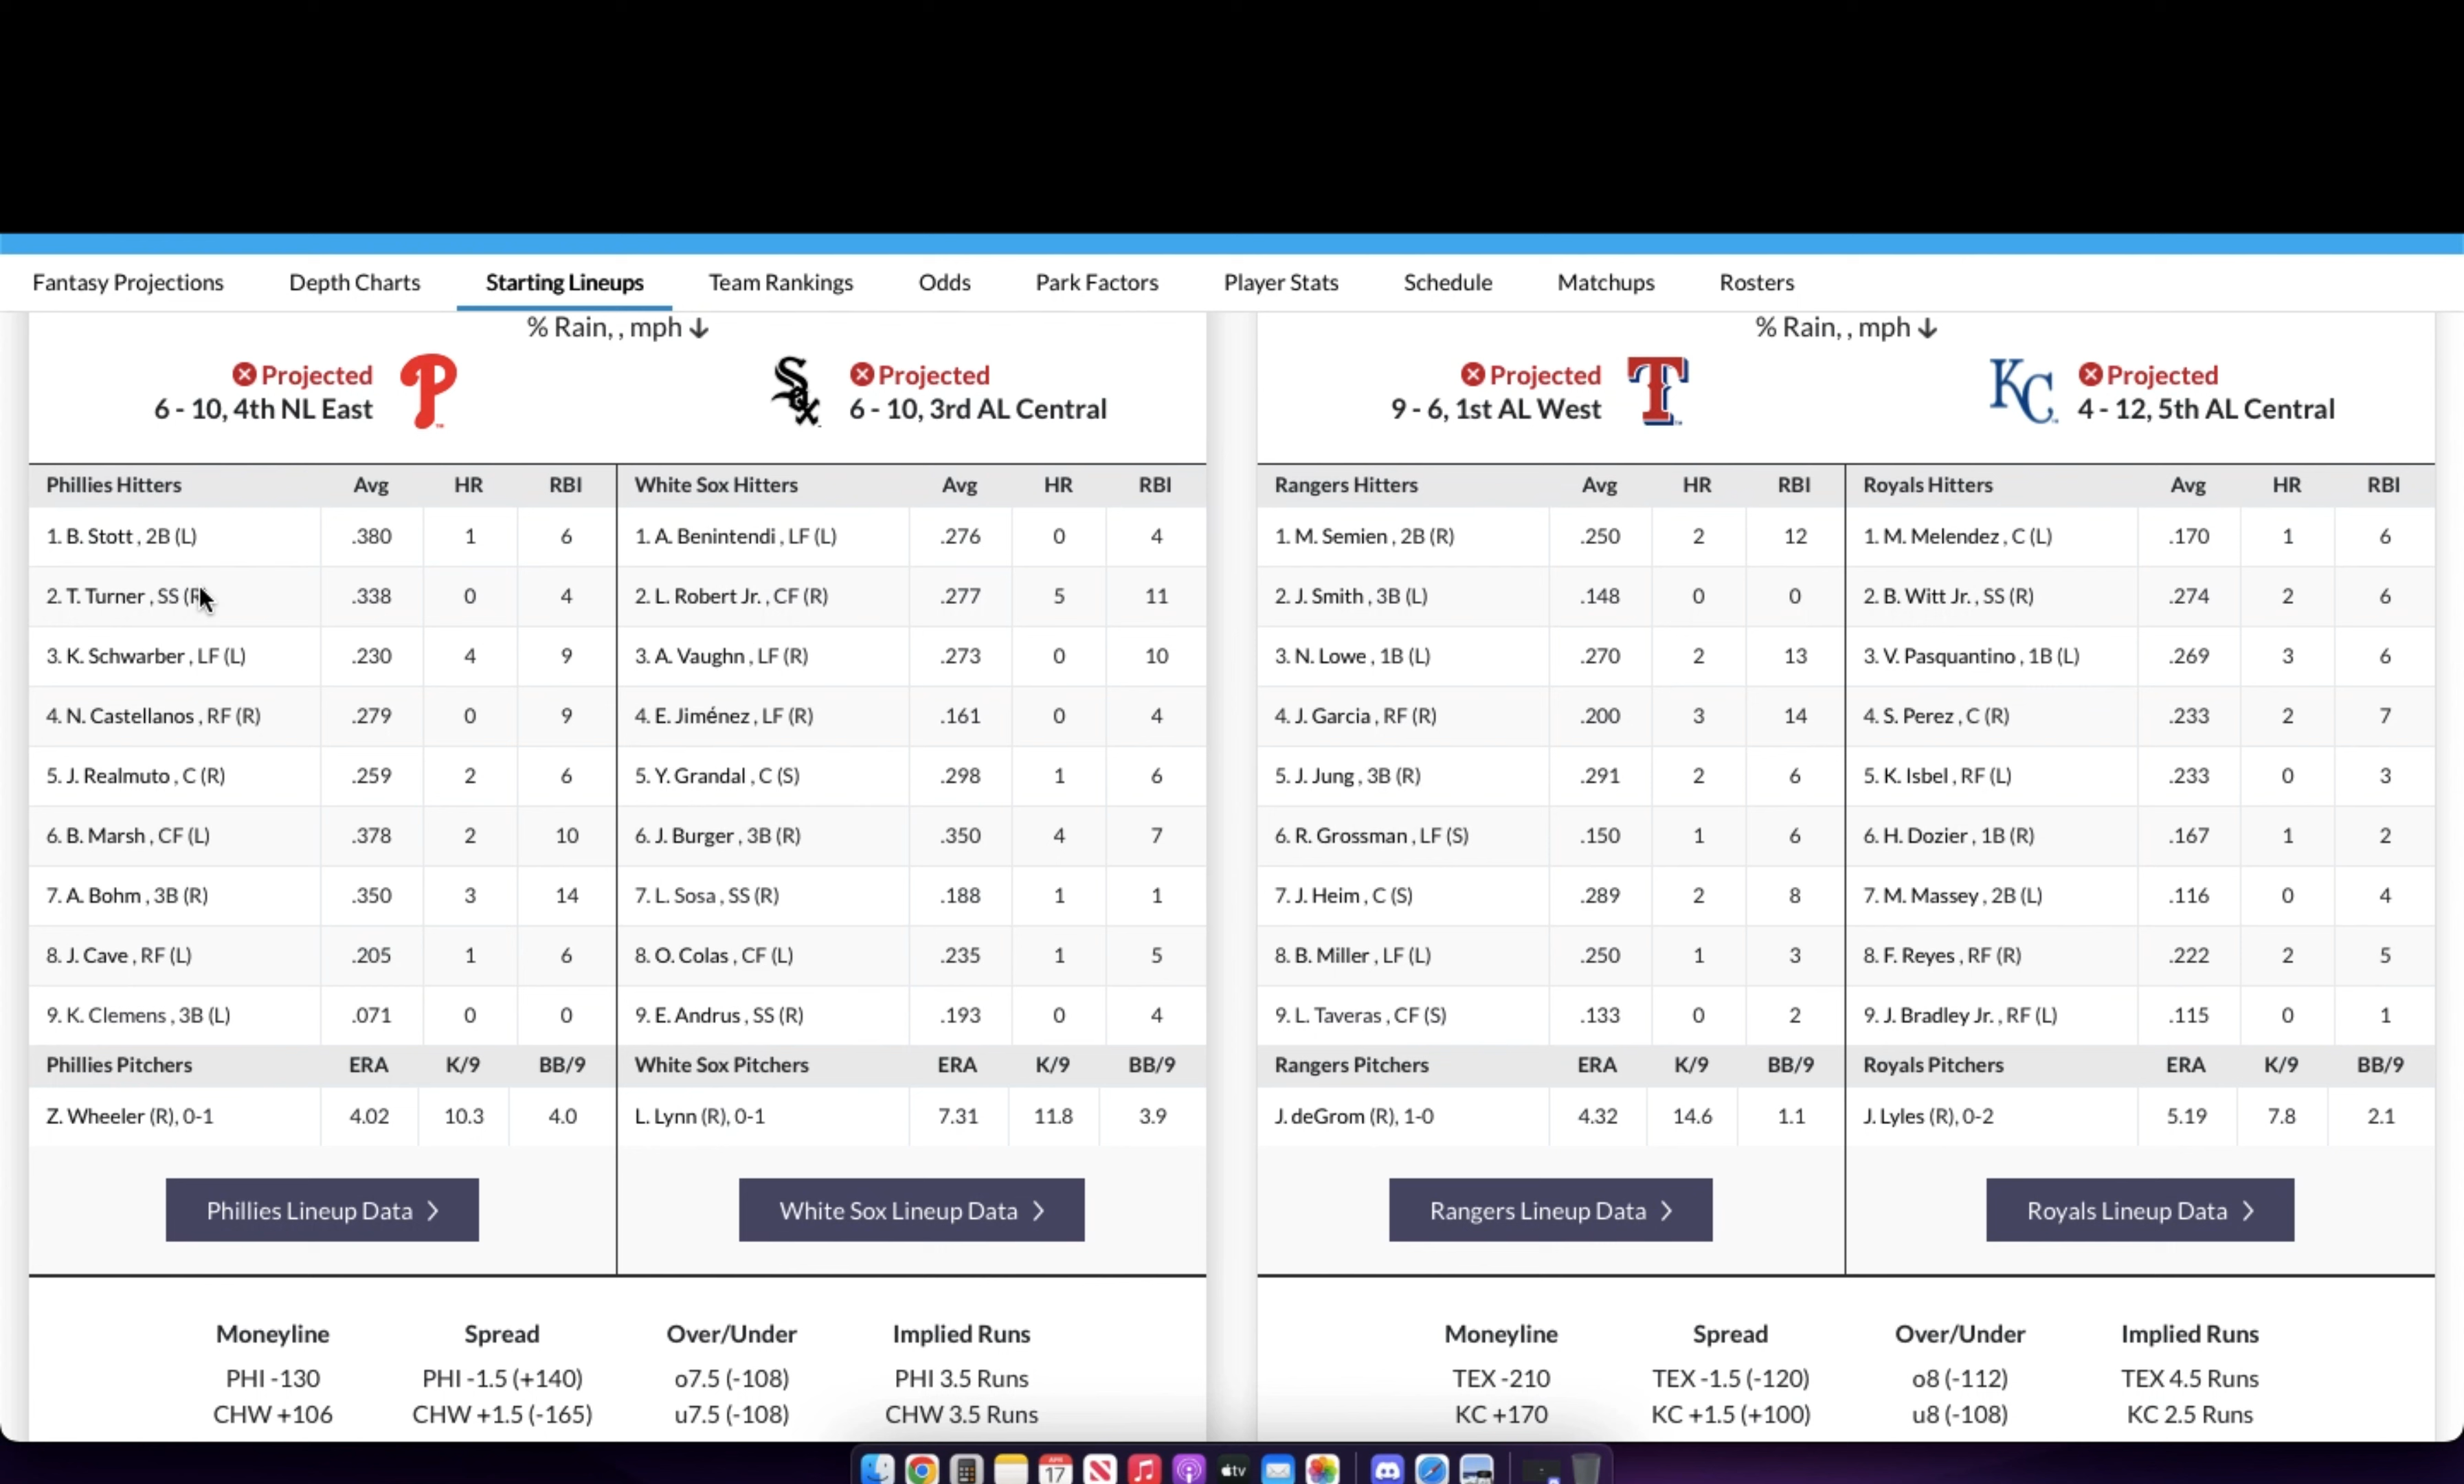 Fantasy Projections Depth Charts Starting Lineups Team Rankings Odds Park Factors Player Stats Schedule Matchups Rosters
% Rain, , mph
Projected
6 - 10, 4th NL East
P
Sox
Projected
6 - 10, 3rd AL Central
Phillies Hitters Avg HR RBI
1. B. Stott , 2B (L) .380 1 6
2. T. Turner , SS (R) .338 0 4
3. K. Schwarber , LF (L) .230 4 9
4. N. Castellanos , RF (R) .279 0 9
5. J. Realmuto , C (R) .259 2 6
6. B. Marsh , CF (L) .378 2 10
7. A. Bohm , 3B (R) .350 3 14
8. J. Cave , RF (L) .205 1 6
9. K. Clemens , 3B (L) .071 0 0
Phillies Pitchers ERA K/9 BB/9
Z. Wheeler (R), 0-1 4.02 10.3 4.0
Phillies Lineup Data
White Sox Hitters Avg HR RBI
1. A. Benintendi , LF (L) .276 0 4
2. L. Robert Jr. , CF (R) .277 5 11
3. A. Vaughn , LF (R) .273 0 10
4. E. Jiménez , LF (R) .161 0 4
5. Y. Grandal , C (S) .298 1 6
6. J. Burger , 3B (R) .350 4 7
7. L. Sosa , SS (R) .188 1 1
8. O. Colas , CF (L) .235 1 5
9. E. Andrus , SS (R) .193 0 4
White Sox Pitchers ERA K/9 BB/9
L. Lynn (R), 0-1 7.31 11.8 3.9
White Sox Lineup Data
Moneyline Spread Over/Under Implied Runs
PHI -130 PHI -1.5 (+140) o7.5 (-108) PHI 3.5 Runs
CHW +106 CHW +1.5 (-165) u7.5 (-108) CHW 3.5 Runs
% Rain, , mph
Projected
9 - 6, 1st AL West
T
KC
Projected
4 - 12, 5th AL Central
Rangers Hitters Avg HR RBI
1. M. Semien , 2B (R) .250 2 12
2. J. Smith , 3B (L) .148 0 0
3. N. Lowe , 1B (L) .270 2 13
4. J. Garcia , RF (R) .200 3 14
5. J. Jung , 3B (R) .291 2 6
6. R. Grossman , LF (S) .150 1 6
7. J. Heim , C (S) .289 2 8
8. B. Miller , LF (L) .250 1 3
9. L. Taveras , CF (S) .133 0 2
Rangers Pitchers ERA K/9 BB/9
J. deGrom (R), 1-0 4.32 14.6 1.1
Rangers Lineup Data
Royals Hitters Avg HR RBI
1. M. Melendez , C (L) .170 1 6
2. B. Witt Jr. , SS (R) .274 2 6
3. V. Pasquantino , 1B (L) .269 3 6
4. S. Perez , C (R) .233 2 7
5. K. Isbel , RF (L) .233 0 3
6. H. Dozier , 1B (R) .167 1 2
7. M. Massey , 2B (L) .116 0 4
8. F. Reyes , RF (R) .222 2 5
9. J. Bradley Jr. , RF (L) .115 0 1
Royals Pitchers ERA K/9 BB/9
J. Lyles (R), 0-2 5.19 7.8 2.1
Royals Lineup Data
Moneyline Spread Over/Under Implied Runs
TEX -210 TEX -1.5 (-120) o8 (-112) TEX 4.5 Runs
KC +170 KC +1.5 (+100) u8 (-108) KC 2.5 Runs
APR
17
tv